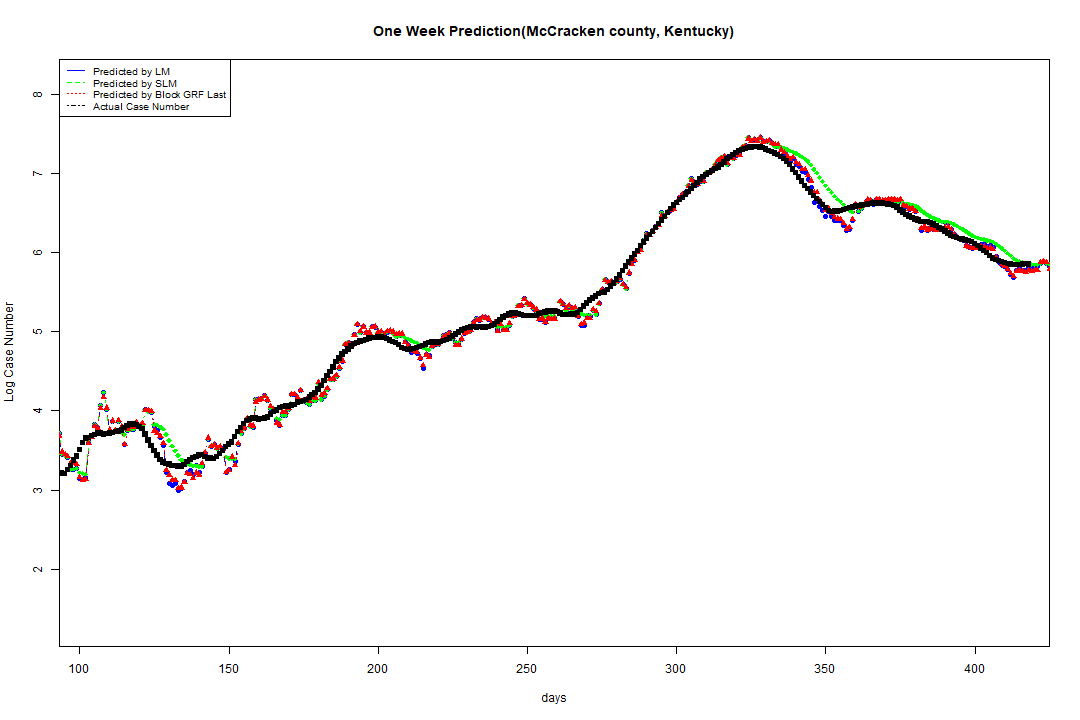 One Week Prediction(McCracken county, Kentucky)
Predicted by LM
Predicted by SLM
Predicted by Block GRF Last
Actual Case Number
8
7
6
5
4
3
2
Log Case Number
100 150 200 250 300 350 400
days